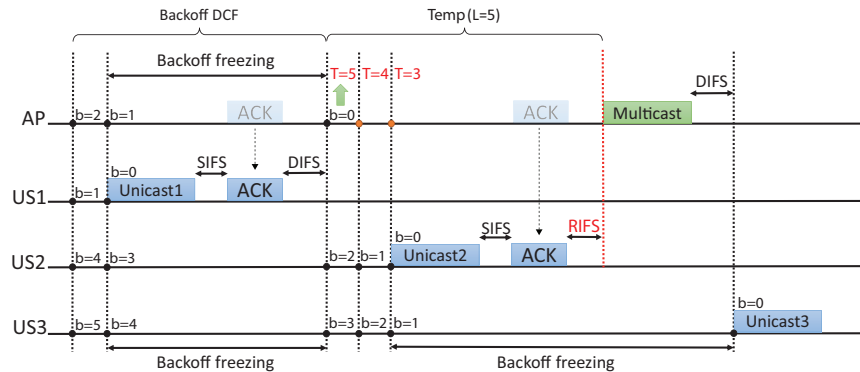 Backoff DCF
Temp (L=5)
Backoff freezing
T=5
T=4
T=3
DIFS
AP
b=2
b=1
ACK
b=0
ACK
Multicast
SIFS
DIFS
US1
b=1
b=0
Unicast1
ACK
SIFS
RIFS
US2
b=4
b=3
b=2
b=1
b=0
Unicast2
ACK
US3
b=5
b=4
b=3
b=2
b=1
b=0
Unicast3
Backoff freezing
Backoff freezing